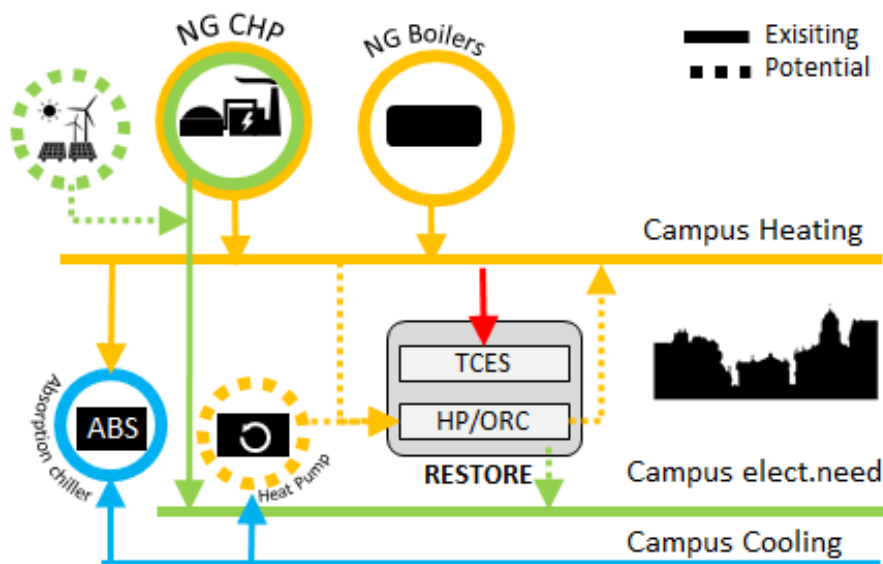 NG CHP
NG Boilers
Exisiting
Potential
Campus Heating
TCES
HP/ORC
RESTORE
ABS
Absorption chiller
Heat Pump
Campus elect.need
Campus Cooling